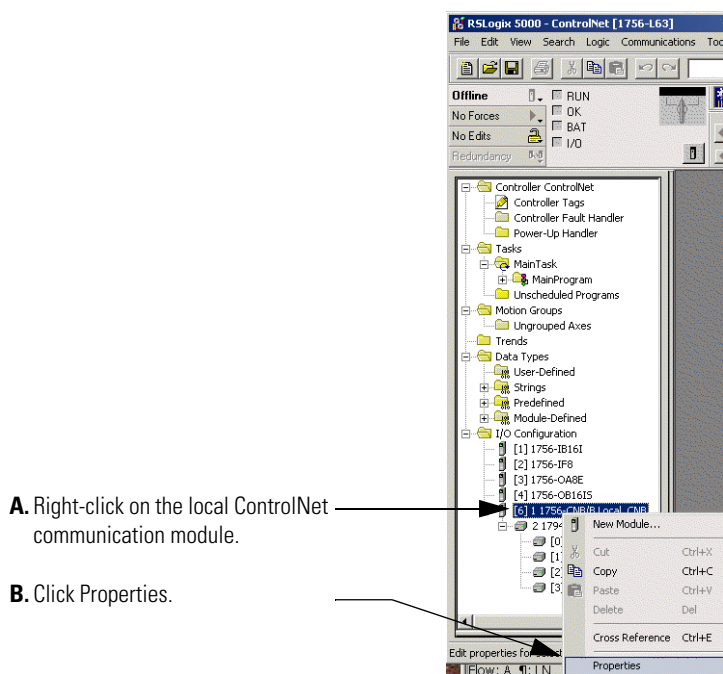 RSLogix 5000 - ControlNet [1756-L63]
File Edit View Search Logic Communications
Offline
RUN
No Forces
OK
No Edits
BAT
Redundancy
I/O
Controller ControlNet
Controller Tags
Controller Fault Handler
Power-Up Handler
Tasks
MainTask
MainProgram
Unscheduled Programs
Motion Groups
Ungrouped Axes
Trends
Data Types
User-Defined
Strings
Predefined
Module-Defined
I/O Configuration
[1] 1756-IB16I
[2] 1756-IF8
[3] 1756-OA8E
[4] 1756-OB16IS
[6] 1 1756-CNB/B Local_CNB
2 1794
[0]
[1]
[2]
[3]
New Module...
Cut Ctrl+X
Copy Ctrl+C
Paste Ctrl+V
Delete Del
Cross Reference Ctrl+E
Properties
Edit properties for
Flow: A ¶: LN
A. Right-click on the local ControlNet
communication module.
B. Click Properties.